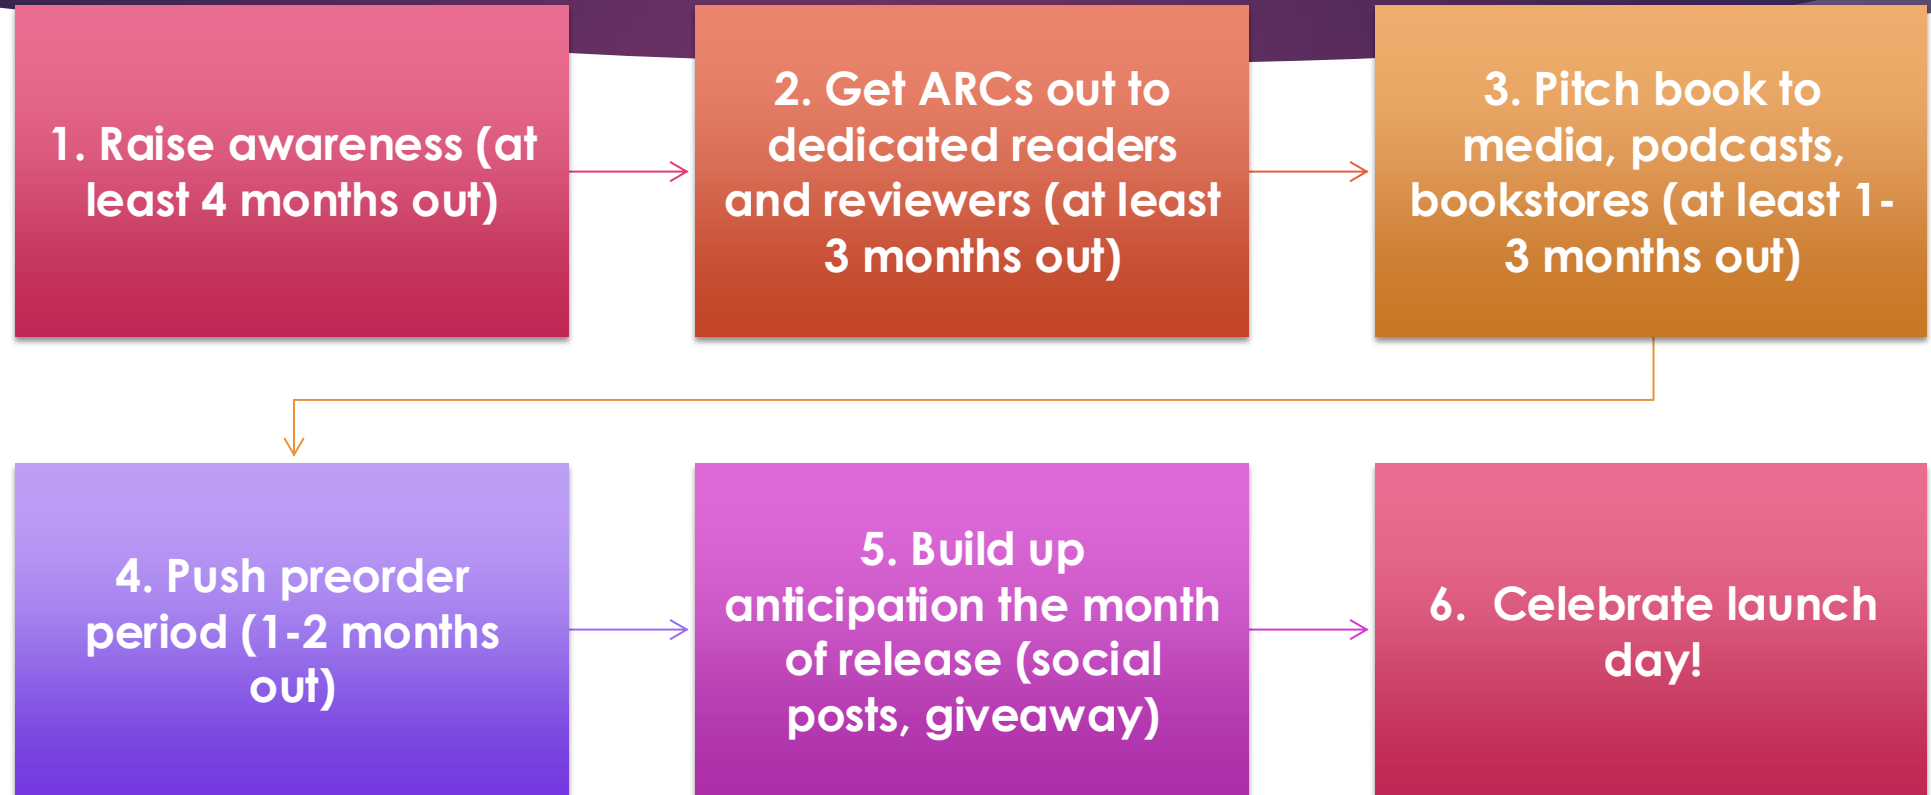 1. Raise awareness (at
least 4 months out)
2. Get ARCs out to
dedicated readers
and reviewers (at least
3 months out)
3. Pitch book to
media, podcasts,
bookstores (at least 1-
3 months out)
4. Push preorder
period (1-2 months
out)
5. Build up
anticipation the month
of release (social
posts, giveaway)
6.  Celebrate launch
day!